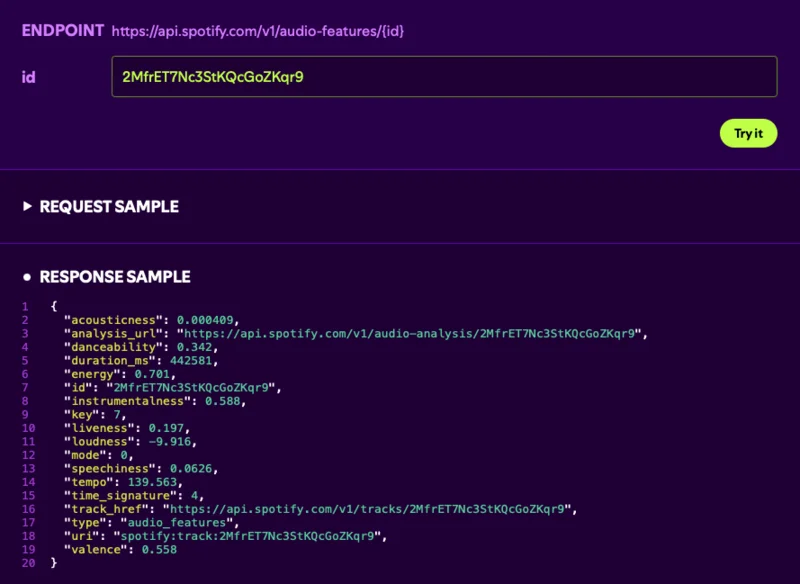 ENDPOINT https://api.spotify.com/v1/audio-features/{id}
id 2MfrET7Nc3StKQcGoZKqr9
Try it
▶ REQUEST SAMPLE
● RESPONSE SAMPLE
1 {
2 "acousticness": 0.000409,
3 "analysis_url": "https://api.spotify.com/v1/audio-analysis/2MfrET7Nc3StKQcGoZKqr9",
4 "danceability": 0.342,
5 "duration_ms": 442581,
6 "energy": 0.701,
7 "id": "2MfrET7Nc3StKQcGoZKqr9",
8 "instrumentalness": 0.588,
9 "key": 7,
10 "liveness": 0.197,
11 "loudness": -9.916,
12 "mode": 0,
13 "speechiness": 0.0626,
14 "tempo": 139.563,
15 "time_signature": 4,
16 "track_href": "https://api.spotify.com/v1/tracks/2MfrET7Nc3StKQcGoZKqr9",
17 "type": "audio_features",
18 "uri": "spotify:track:2MfrET7Nc3StKQcGoZKqr9",
19 "valence": 0.558
20 }